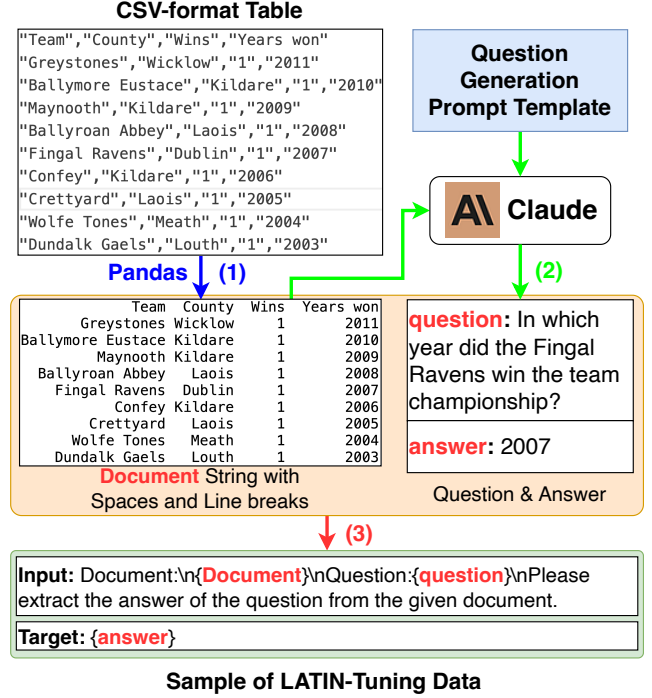 CSV-format Table
"Team","County","Wins","Years won"
"Greystones","Wicklow","1","2011"
"Ballymore Eustace","Kildare","1","2010"
"Maynooth","Kildare","1","2009"
"Ballyroan Abbey","Laois","1","2008"
"Fingal Ravens","Dublin","1","2007"
"Confey","Kildare","1","2006"
"Crettyard","Laois","1","2005"
"Wolfe Tones","Meath","1","2004"
"Dundalk Gaels","Louth","1","2003"
Question
Generation
Prompt Template
AI Claude
Pandas (1)
(2)
Team County Wins Years won
Greystones Wicklow 1 2011
Ballymore Eustace Kildare 1 2010
Maynooth Kildare 1 2009
Ballyroan Abbey Laois 1 2008
Fingal Ravens Dublin 1 2007
Confey Kildare 1 2006
Crettyard Laois 1 2005
Wolfe Tones Meath 1 2004
Dundalk Gaels Louth 1 2003
Document String with
Spaces and Line breaks
question: In which
year did the Fingal
Ravens win the team
championship?
answer: 2007
Question & Answer
(3)
Input: Document:\n{Document}\nQuestion:{question}\nPlease
extract the answer of the question from the given document.
Target: {answer}
Sample of LATIN-Tuning Data